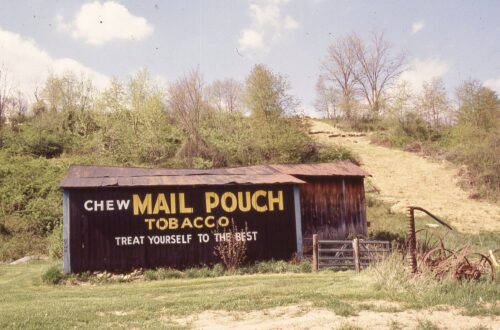 CHEW MAIL POUCH
TOBACCO
TREAT YOURSELF TO THE BEST